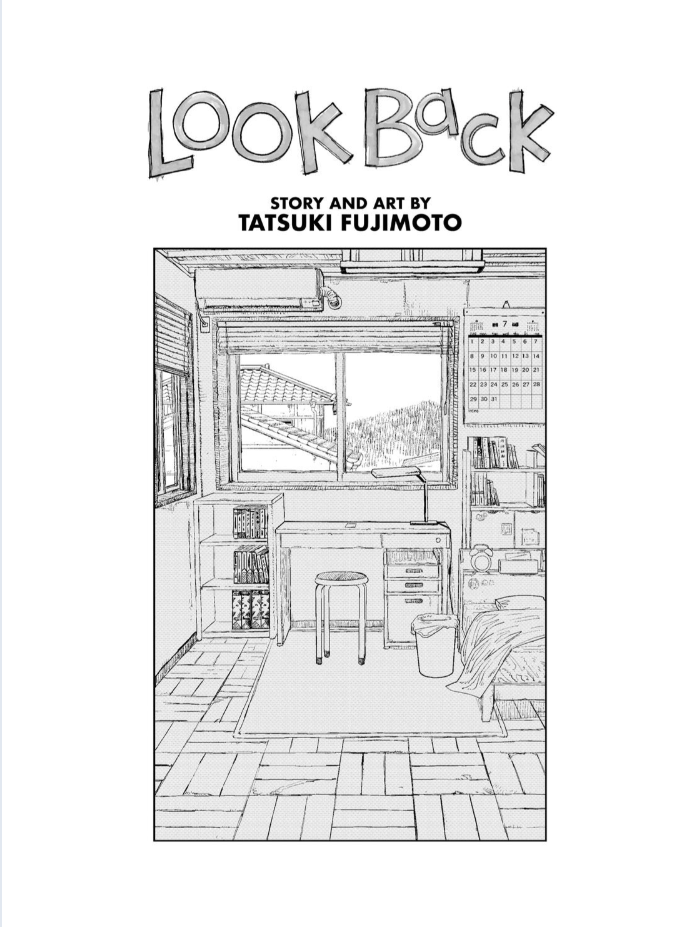 LOOK BACK
STORY AND ART BY
TATSUKI FUJIMOTO
7
1 2 3 4 5 6 7
8 9 10 11 12 13 14
15 16 17 18 19 20 21
22 23 24 25 26 27 28
29 30 31